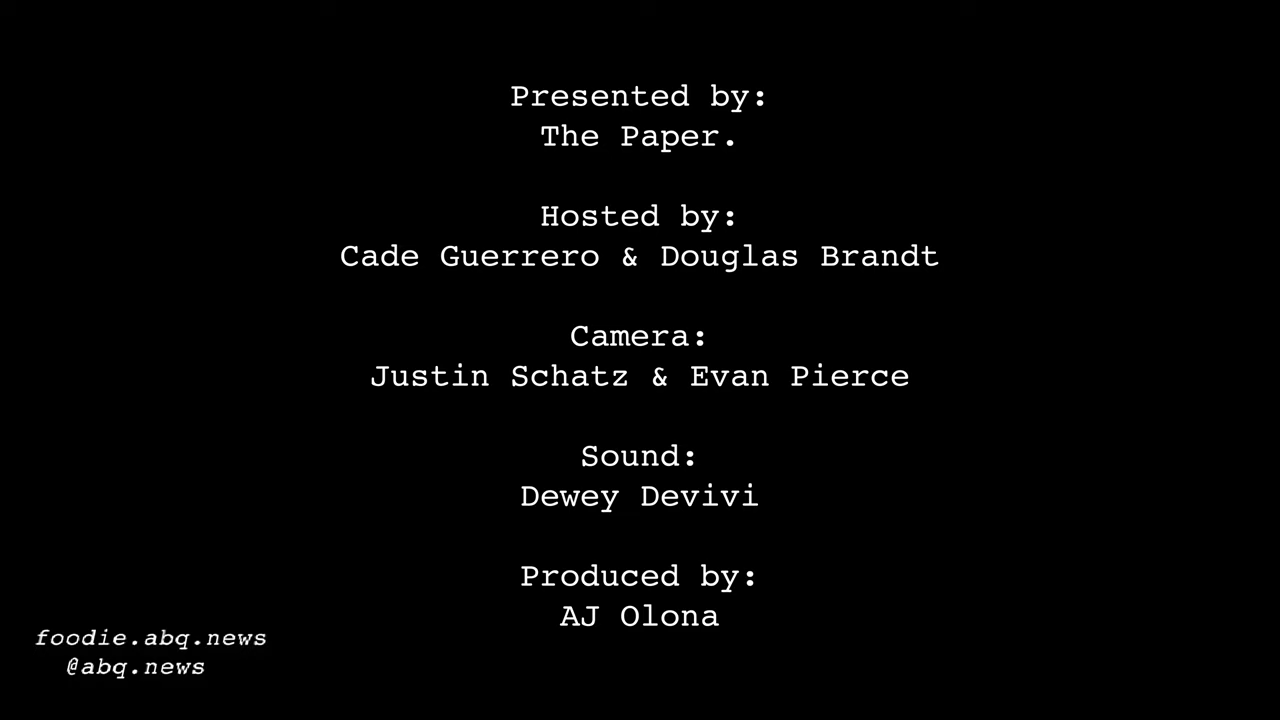 Presented by:
The Paper.
Hosted by:
Cade Guerrero & Douglas Brandt
Camera:
Justin Schatz & Evan Pierce
Sound:
Dewey Devivi
Produced by:
AJ Olona
foodie.abq.news
@abq.news